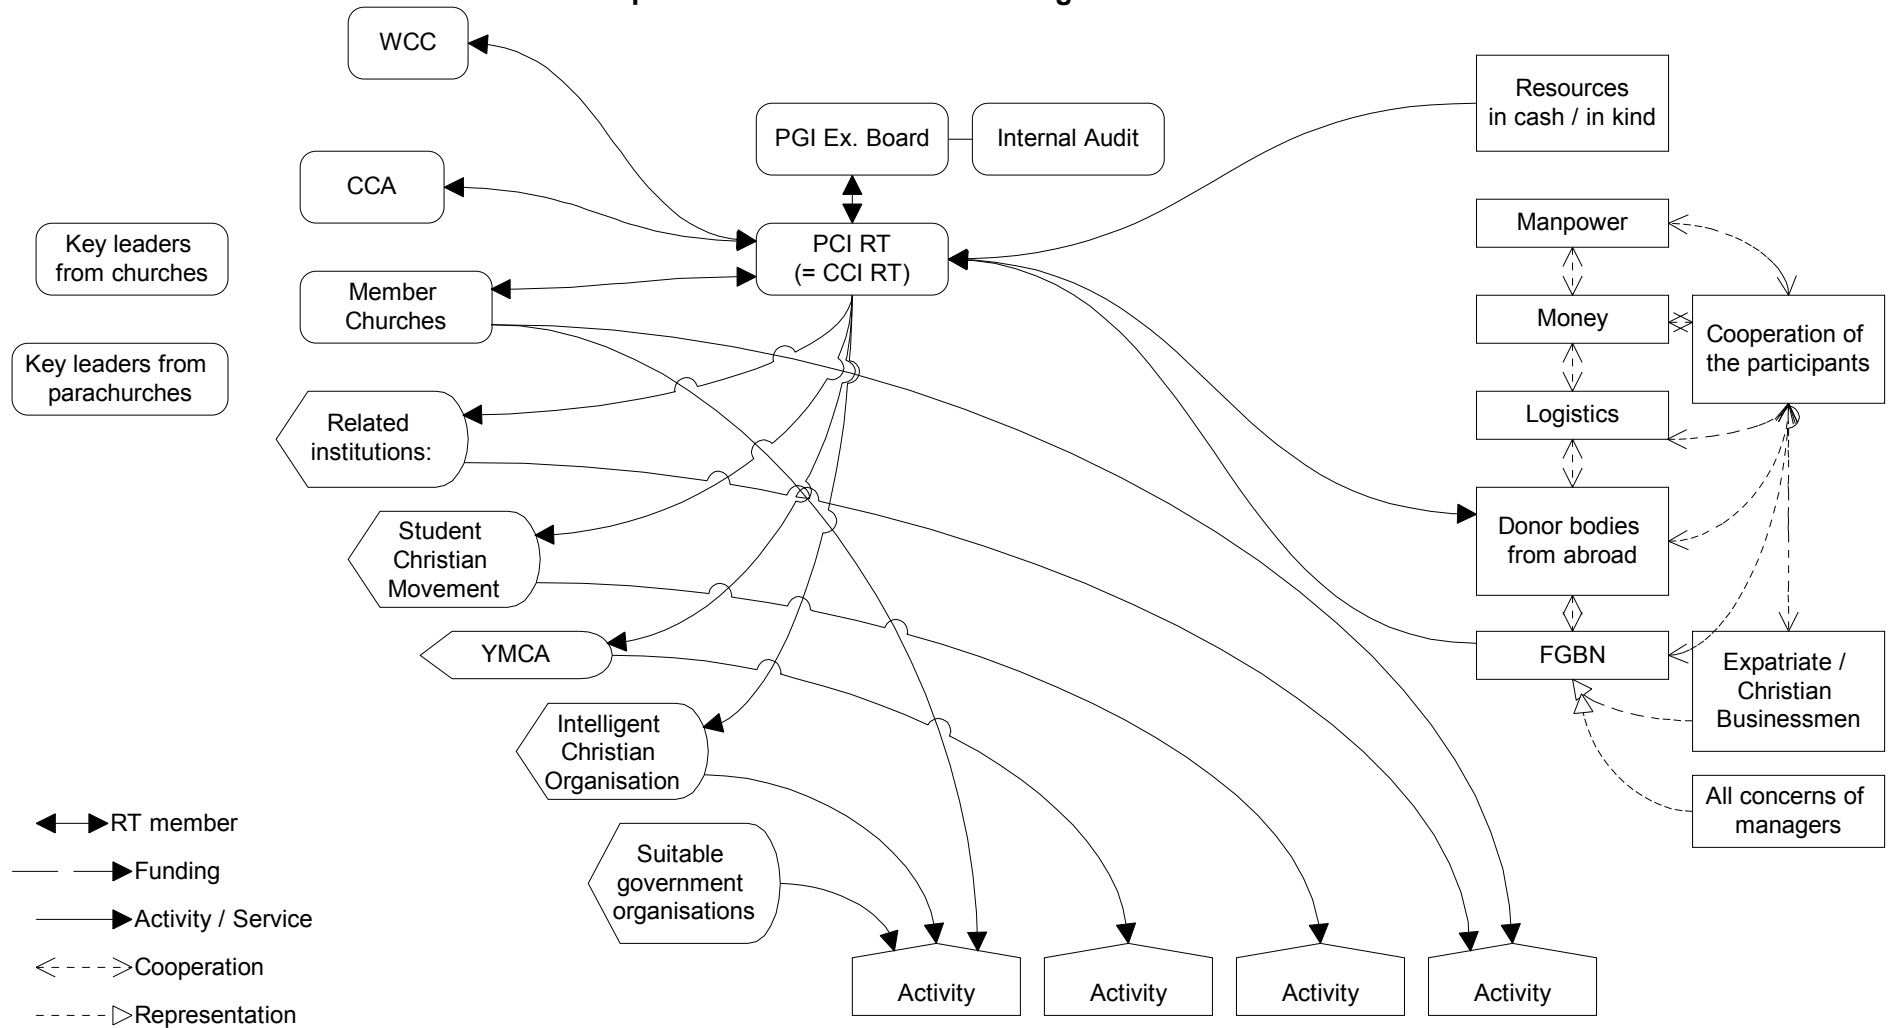 WCC
PGI Ex. Board
Internal Audit
Resources
in cash / in kind
CCA
Key leaders
from churches
PCI RT
(= CCI RT)
Manpower
Member
Churches
Money
Cooperation of
the participants
Key leaders from
parachurches
Related
institutions:
Logistics
Student
Christian
Movement
Donor bodies
from abroad
YMCA
FGBN
Expatriate /
Christian
Businessmen
Intelligent
Christian
Organisation
All concerns of
managers
Suitable
government
organisations
RT member
Funding
Activity / Service
Cooperation
Representation
Activity
Activity
Activity
Activity